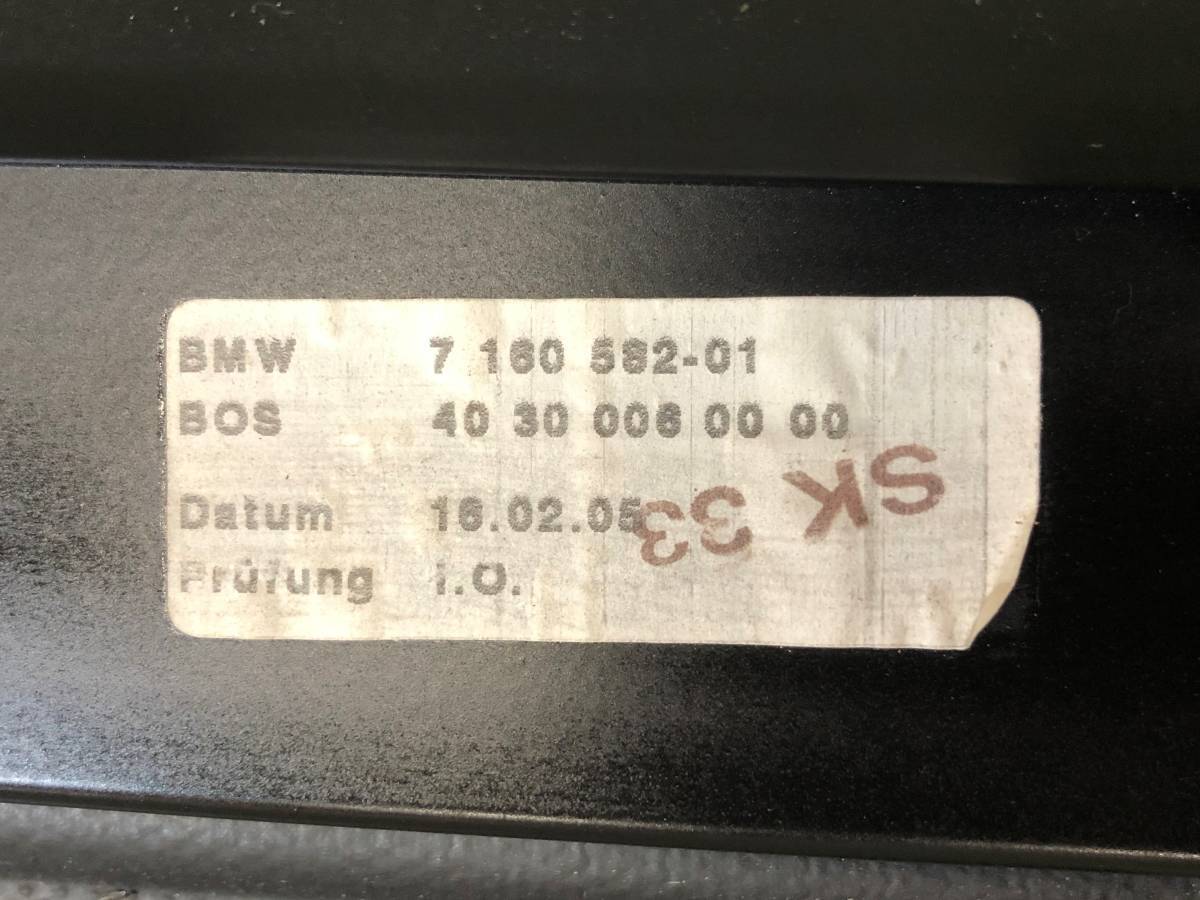 BMW 7 160 582-01
BOS 40 30 006 00 00
SK 33
Datum 16.02.05
Prüfung i.O.